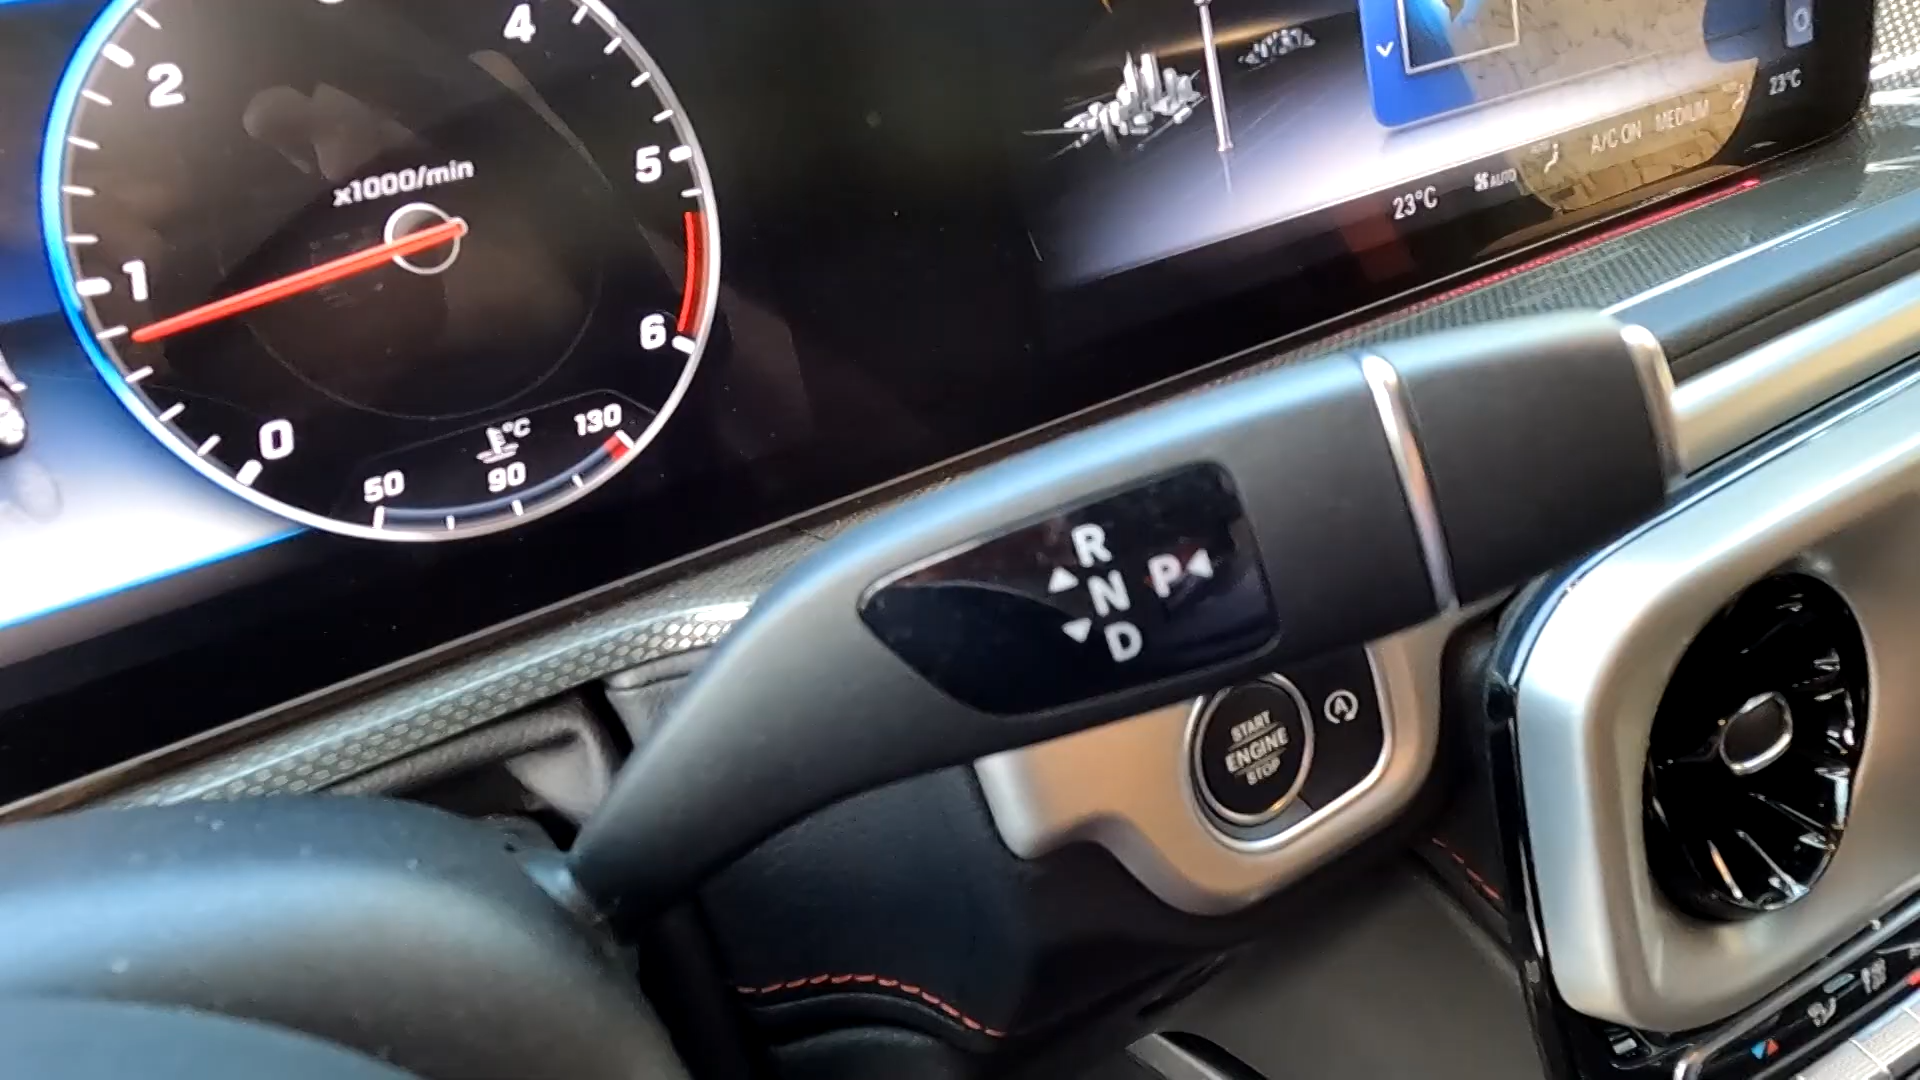 4
2
5
x1000/min
1
6
0
°C
130
50
90
23°C
AUTO
A/C ON
MEDIUM
23°C
R
N
D
P
START
ENGINE
STOP
A